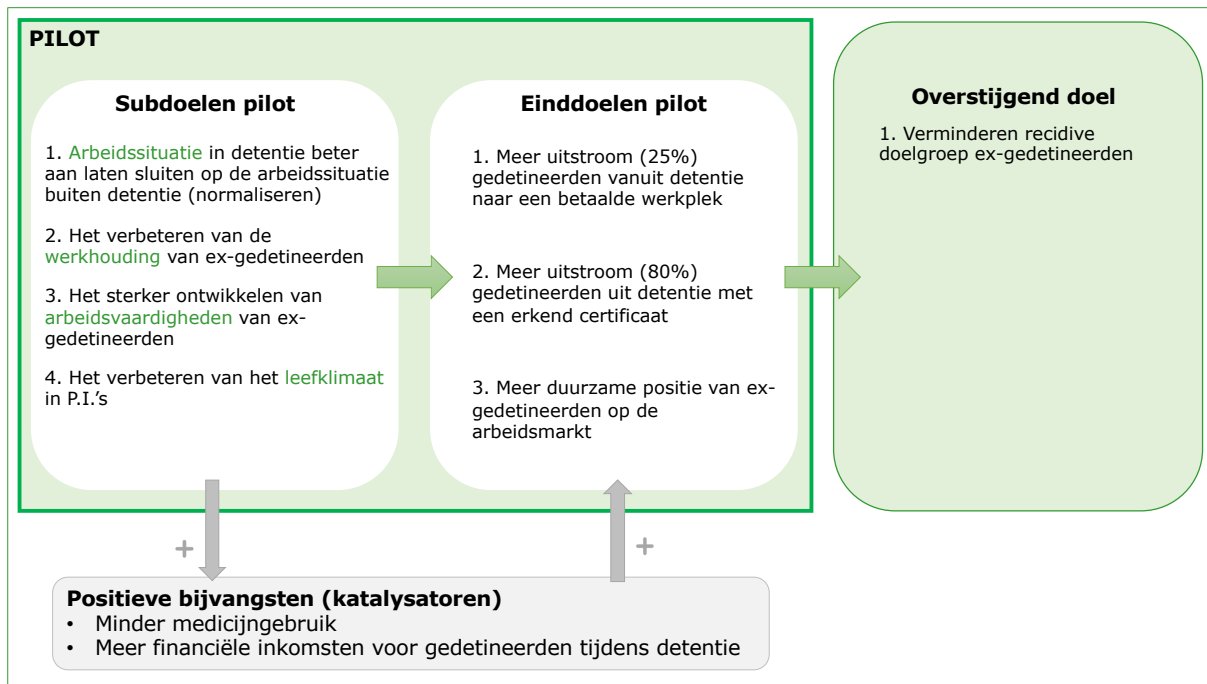 PILOT
Subdoelen pilot
1. Arbeidssituatie in detentie beter
aan laten sluiten op de arbeidssituatie
buiten detentie (normaliseren)
2. Het verbeteren van de
werkhouding van ex-gedetineerden
3. Het sterker ontwikkelen van
arbeidsvaardigheden van ex-
gedetineerden
4. Het verbeteren van het leefklimaat
in P.I.’s
Einddoelen pilot
1. Meer uitstroom (25%)
gedetineerden vanuit detentie
naar een betaalde werkplek
2. Meer uitstroom (80%)
gedetineerden uit detentie met
een erkend certificaat
3. Meer duurzame positie van ex-
gedetineerden op de
arbeidsmarkt
Overstijgend doel
1. Verminderen recidive
doelgroep ex-gedetineerden
+
+
Positieve bijvangsten (katalysatoren)
• Minder medicijngebruik
• Meer financiële inkomsten voor gedetineerden tijdens detentie